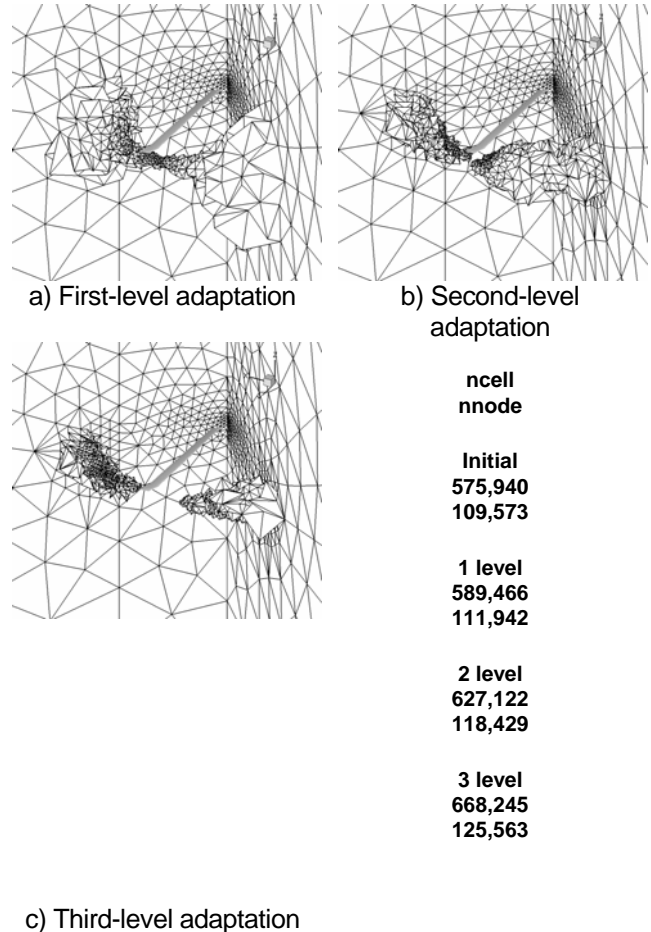 a) First-level adaptation
b) Second-level
adaptation
ncell
nnode
Initial
575,940
109,573
1 level
589,466
111,942
2 level
627,122
118,429
3 level
668,245
125,563
c) Third-level adaptation